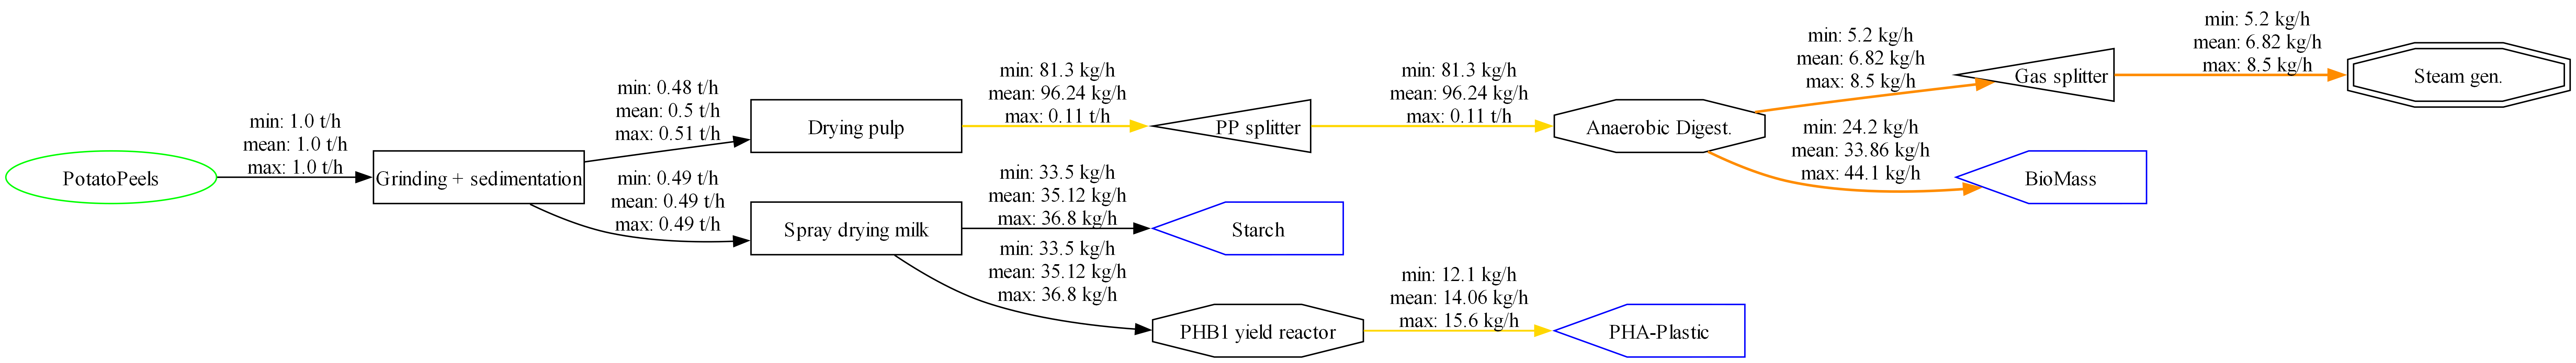 PotatoPeels
min: 1.0 t/h
mean: 1.0 t/h
max: 1.0 t/h
Grinding + sedimentation
min: 0.48 t/h
mean: 0.5 t/h
max: 0.51 t/h
min: 0.49 t/h
mean: 0.49 t/h
max: 0.49 t/h
Drying pulp
Spray drying milk
min: 81.3 kg/h
mean: 96.24 kg/h
max: 0.11 t/h
min: 33.5 kg/h
mean: 35.12 kg/h
max: 36.8 kg/h
min: 33.5 kg/h
mean: 35.12 kg/h
max: 36.8 kg/h
PP splitter
Starch
PHB1 yield reactor
min: 81.3 kg/h
mean: 96.24 kg/h
max: 0.11 t/h
min: 12.1 kg/h
mean: 14.06 kg/h
max: 15.6 kg/h
Anaerobic Digest.
PHA-Plastic
min: 5.2 kg/h
mean: 6.82 kg/h
max: 8.5 kg/h
min: 24.2 kg/h
mean: 33.86 kg/h
max: 44.1 kg/h
Gas splitter
BioMass
min: 5.2 kg/h
mean: 6.82 kg/h
max: 8.5 kg/h
Steam gen.